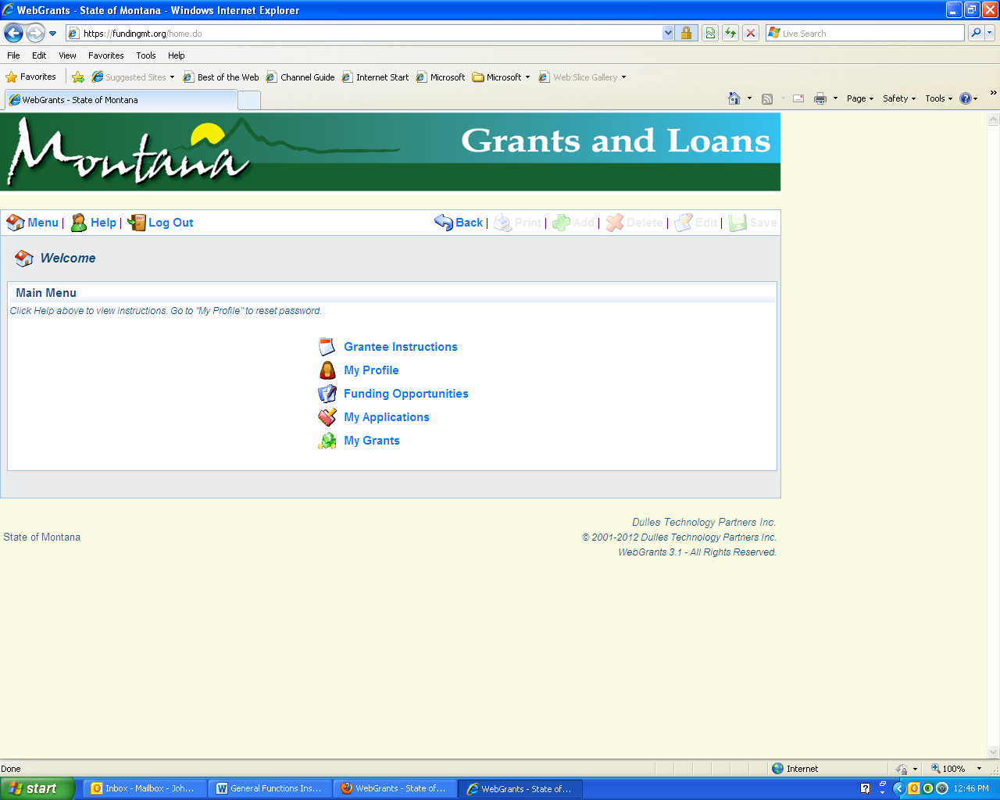 WebGrants - State of Montana - Windows Internet Explorer
https://fundingmt.org/home.do
Live Search
File Edit View Favorites Tools Help
Favorites Suggested Sites Best of the Web Channel Guide Internet Start Microsoft Microsoft Web Slice Gallery
WebGrants - State of Montana
Page Safety Tools
Montana
Grants and Loans
Menu | Help | Log Out
Back | Print | Add | Delete | Edit | Save
Welcome
Main Menu
Click Help above to view instructions. Go to "My Profile" to reset password.
Grantee Instructions
My Profile
Funding Opportunities
My Applications
My Grants
Dulles Technology Partners Inc.
State of Montana
© 2001-2012 Dulles Technology Partners Inc.
WebGrants 3.1 - All Rights Reserved.
Done
Internet
100%
start
Inbox - Mailbox - Joh...
General Functions Ins...
WebGrants - State of...
WebGrants - State of...
12:46 PM